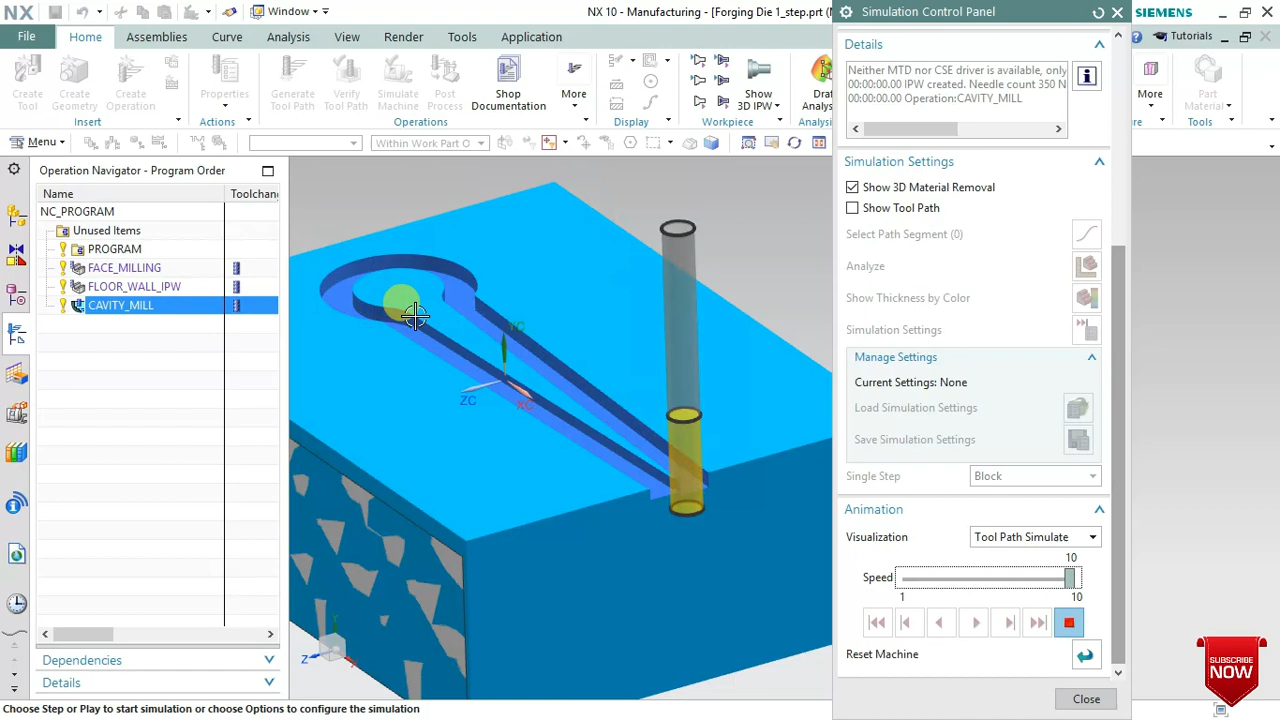 NX
Window
NX 10 - Manufacturing - [Forging Die 1_step.prt (M
Simulation Control Panel
SIEMENS
File
Home
Assemblies
Curve
Analysis
View
Render
Tools
Application
Tutorials
Create Tool
Create Geometry
Create Operation
Properties
Generate Tool Path
Verify Tool Path
Simulate Machine
Post Process
Shop Documentation
More
Show 3D IPW
Draft Analys
More
Part Material
Insert
Actions
Operations
Display
Workpiece
Analysis
Tools
Menu
Within Work Part O
Operation Navigator - Program Order
Name
Toolchan
NC_PROGRAM
Unused Items
PROGRAM
FACE_MILLING
FLOOR_WALL_IPW
CAVITY_MILL
Dependencies
Details
YC
ZC
XC
Z
Details
Neither MTD nor CSE driver is available, only
00:00:00.00 IPW created. Needle count 350 N
00:00:00.00 Operation:CAVITY_MILL
Simulation Settings
Show 3D Material Removal
Show Tool Path
Select Path Segment (0)
Analyze
Show Thickness by Color
Simulation Settings
Manage Settings
Current Settings: None
Load Simulation Settings
Save Simulation Settings
Single Step
Block
Animation
Visualization
Tool Path Simulate
10
Speed
1
10
Reset Machine
Close
SUBSCRIBE
NOW
Choose Step or Play to start simulation or choose Options to configure the simulation